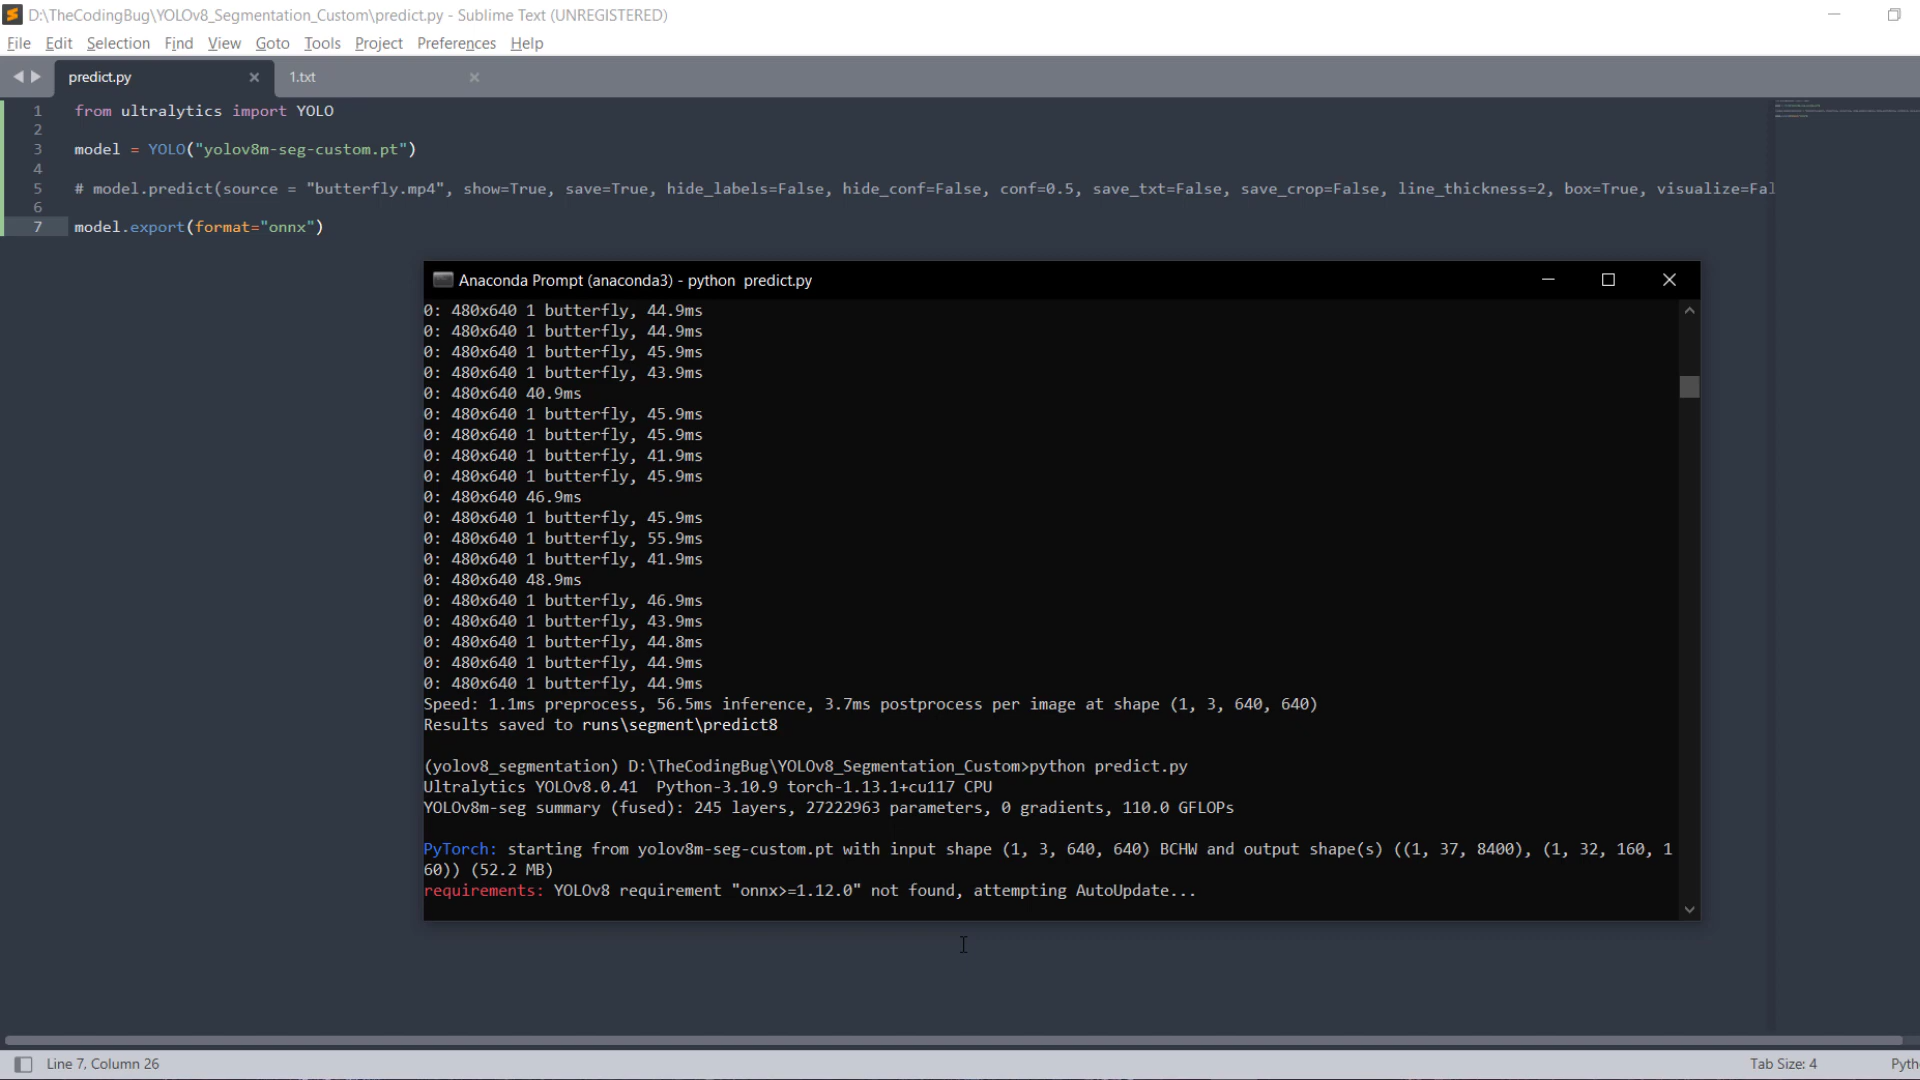 D:\TheCodingBug\YOLOv8_Segmentation_Custom\predict.py - Sublime Text (UNREGISTERED)
File Edit Selection Find View Goto Tools Project Preferences Help
predict.py 1.txt
1 from ultralytics import YOLO
2
3 model = YOLO("yolov8m-seg-custom.pt")
4
5 # model.predict(source = "butterfly.mp4", show=True, save=True, hide_labels=False, hide_conf=False, conf=0.5, save_txt=False, save_crop=False, line_thickness=2, box=True, visualize=Fal
6
7 model.export(format="onnx")
Anaconda Prompt (anaconda3) - python  predict.py
0: 480x640 1 butterfly, 44.9ms
0: 480x640 1 butterfly, 44.9ms
0: 480x640 1 butterfly, 45.9ms
0: 480x640 1 butterfly, 43.9ms
0: 480x640 40.9ms
0: 480x640 1 butterfly, 45.9ms
0: 480x640 1 butterfly, 45.9ms
0: 480x640 1 butterfly, 41.9ms
0: 480x640 1 butterfly, 45.9ms
0: 480x640 46.9ms
0: 480x640 1 butterfly, 45.9ms
0: 480x640 1 butterfly, 55.9ms
0: 480x640 1 butterfly, 41.9ms
0: 480x640 48.9ms
0: 480x640 1 butterfly, 46.9ms
0: 480x640 1 butterfly, 43.9ms
0: 480x640 1 butterfly, 44.8ms
0: 480x640 1 butterfly, 44.9ms
0: 480x640 1 butterfly, 44.9ms
Speed: 1.1ms preprocess, 56.5ms inference, 3.7ms postprocess per image at shape (1, 3, 640, 640)
Results saved to runs\segment\predict8
(yolov8_segmentation) D:\TheCodingBug\YOLOv8_Segmentation_Custom>python predict.py
Ultralytics YOLOv8.0.41  Python-3.10.9 torch-1.13.1+cu117 CPU
YOLOv8m-seg summary (fused): 245 layers, 27222963 parameters, 0 gradients, 110.0 GFLOPs
PyTorch: starting from yolov8m-seg-custom.pt with input shape (1, 3, 640, 640) BCHW and output shape(s) ((1, 37, 8400), (1, 32, 160, 1
60)) (52.2 MB)
requirements: YOLOv8 requirement "onnx>=1.12.0" not found, attempting AutoUpdate...
Line 7, Column 26 Tab Size: 4 Pyth